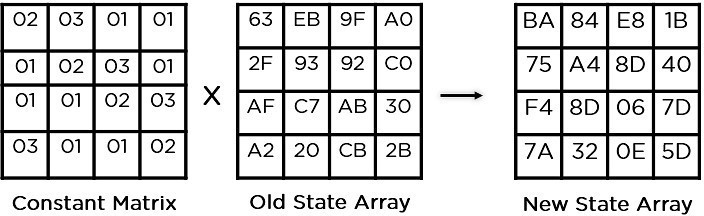 02 03 01 01 63 EB 9F A0 BA 84 E8 1B
01 02 03 01 2F 93 92 C0 75 A4 8D 40
X
01 01 02 03 AF C7 AB 30 F4 8D 06 7D
03 01 01 02 A2 20 CB 2B 7A 32 0E 5D
Constant Matrix Old State Array New State Array